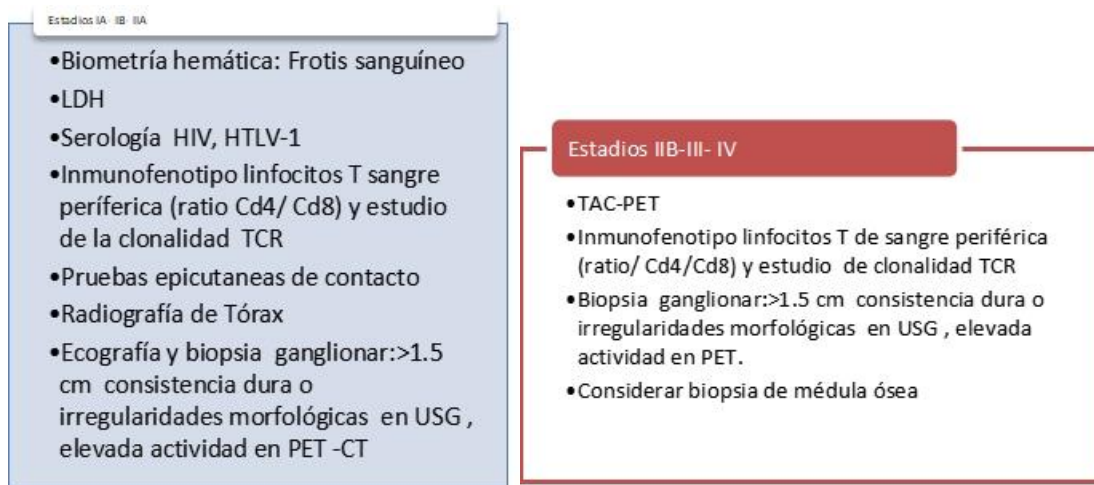 Estadios IA- IB- IIA
•Biometría hemática: Frotis sanguíneo
•LDH
•Serología HIV, HTLV-1
•Inmunofenotipo linfocitos T sangre
períferica (ratio Cd4/ Cd8) y estudio
de la clonalidad TCR
•Pruebas epicutaneas de contacto
•Radiografía de Tórax
•Ecografía y biopsia ganglionar:>1.5
cm consistencia dura o
irregularidades morfológicas en USG ,
elevada actividad en PET -CT
Estadios IIB-III- IV
•TAC-PET
•Inmunofenotipo linfocitos T de sangre periférica
(ratio/ Cd4/Cd8) y estudio de clonalidad TCR
•Biopsia ganglionar:>1.5 cm consistencia dura o
irregularidades morfológicas en USG , elevada
actividad en PET.
•Considerar biopsia de médula ósea